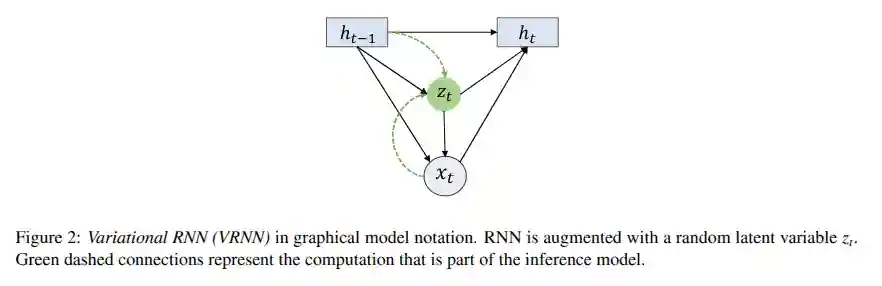 h_{t−1} h_t
z_t
x_t
Figure 2: Variational RNN (VRNN) in graphical model notation. RNN is augmented with a random latent variable z_t.
Green dashed connections represent the computation that is part of the inference model.